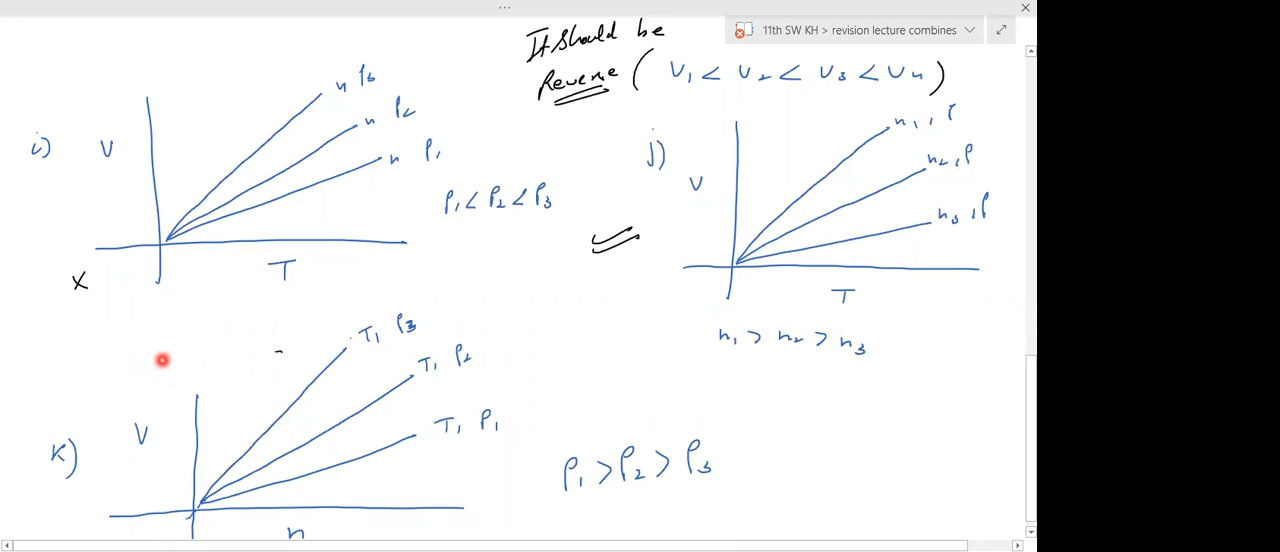 ...
It should be
11th SW KH > revision lecture combines
Reverse ( V₁ < V₂ < V₃ < V₄ )
i) V
n P₃
n P₂
n P₁
P₁ < P₂ < P₃
T
X
j) V
n₁, P
n₂, P
n₃, P
T
n₁ > n₂ > n₃
K) V
T, P₃
T, P₂
T, P₁
n
P₁ > P₂ > P₃